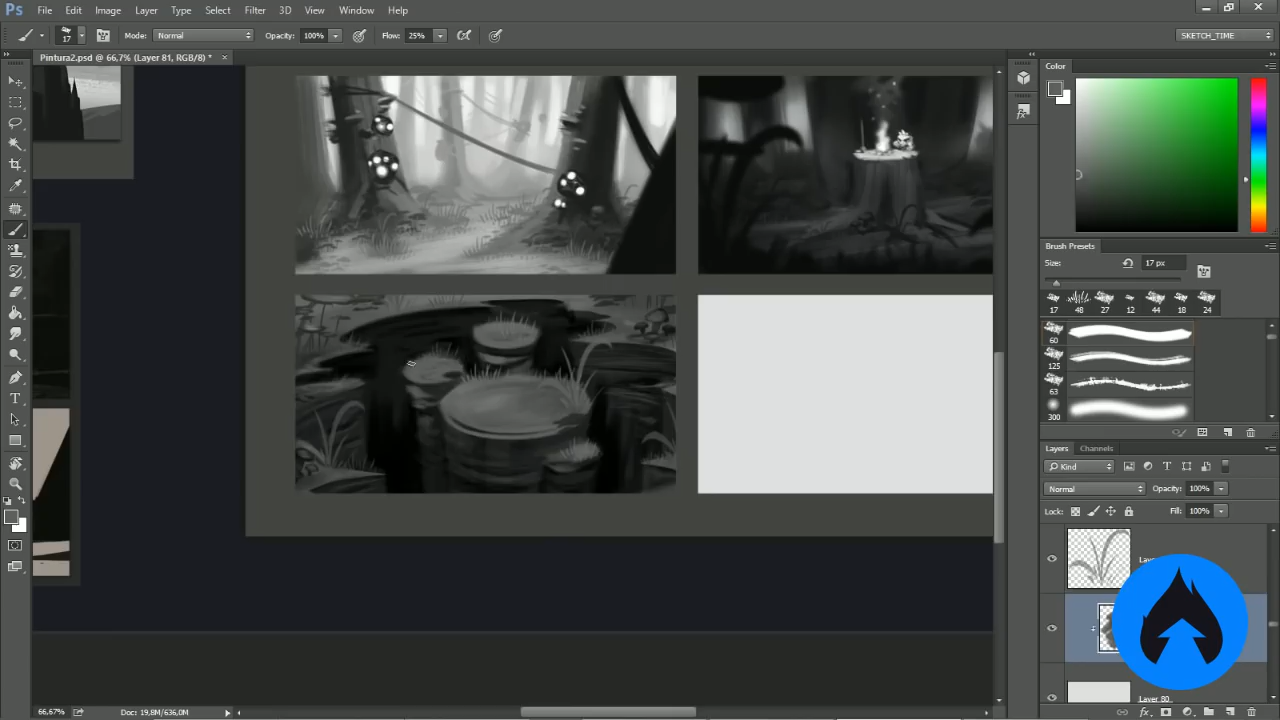 Ps File Edit Image Layer Type Select Filter 3D View Window Help
17 Mode: Normal Opacity: 100% Flow: 25% SKETCH_TIME
Pintura2.psd @ 66,7% (Layer 81, RGB/8) *
Color
Brush Presets
Size: 17 px
17 48 27 12 44 18 24
60
125
63
300
Layers Channels
Kind
Normal Opacity: 100%
Lock: Fill: 100%
Layer 80
66,67% Doc: 19,8M/636,0M